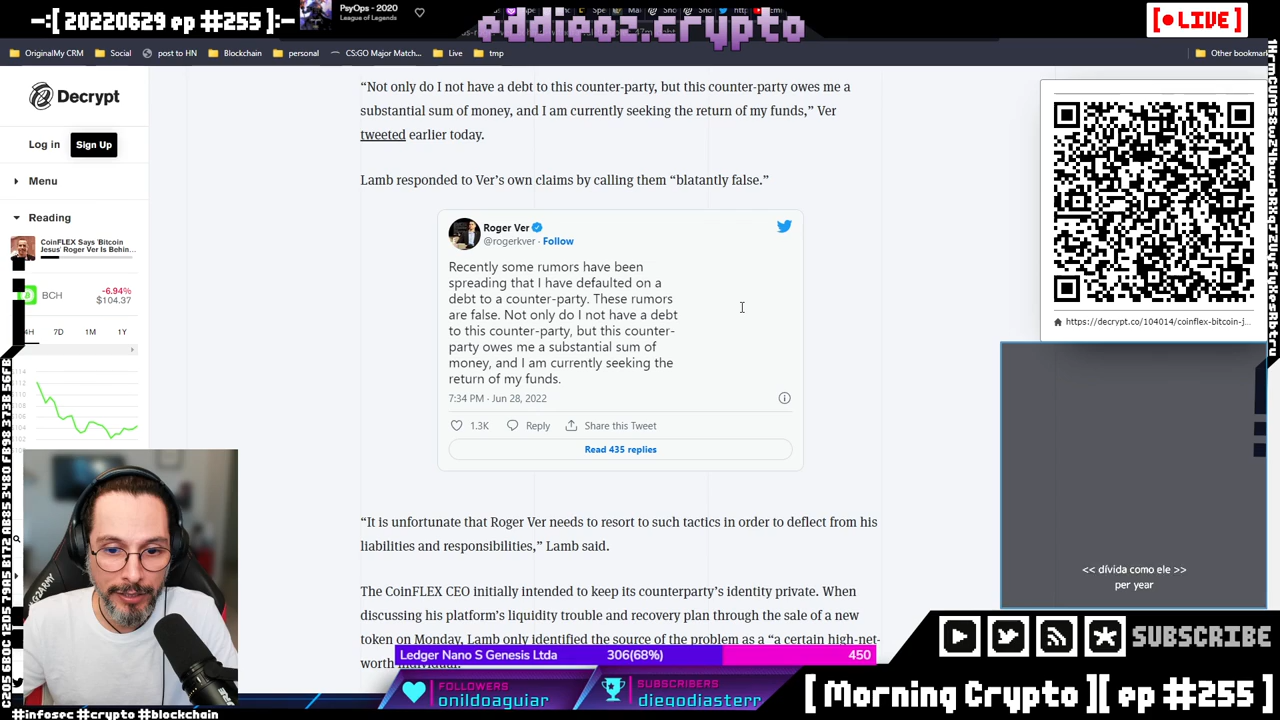 -:[ 20220629 ep #255 ]:-
PsyOps - 2020
League of Legends
eddieoz.crypto
[ LIVE ]
OriginalMy CRM
Social
post to HN
Blockchain
personal
CS:GO Major Match...
Live
tmp
Other bookmar
Decrypt
Log in
Sign Up
Menu
Reading
CoinFLEX Says 'Bitcoin
Jesus' Roger Ver Is Behin...
BCH
-6.94%
$104.37
4H
7D
1M
1Y
“Not only do I not have a debt to this counter-party, but this counter-party owes me a
substantial sum of money, and I am currently seeking the return of my funds,” Ver
tweeted earlier today.
Lamb responded to Ver’s own claims by calling them “blatantly false.”
Roger Ver
@rogerkver · Follow
Recently some rumors have been
spreading that I have defaulted on a
debt to a counter-party. These rumors
are false. Not only do I not have a debt
to this counter-party, but this counter-
party owes me a substantial sum of
money, and I am currently seeking the
return of my funds.
7:34 PM · Jun 28, 2022
1.3K
Reply
Share this Tweet
Read 435 replies
“It is unfortunate that Roger Ver needs to resort to such tactics in order to deflect from his
liabilities and responsibilities,” Lamb said.
The CoinFLEX CEO initially intended to keep its counterparty’s identity private. When
discussing his platform’s liquidity trouble and recovery plan through the sale of a new
token on Monday, Lamb only identified the source of the problem as a “a certain high-net-
worth
https://decrypt.co/104014/coinflex-bitcoin-j...
<< dívida como ele >>
per year
Ledger Nano S Genesis Ltda
306(68%)
450
FOLLOWERS
onildoaguiar
SUBSCRIBERS
diegodiasterr
SUBSCRIBE
[ Morning Crypto ][ ep #255 ]
#infosec #crypto #blockchain